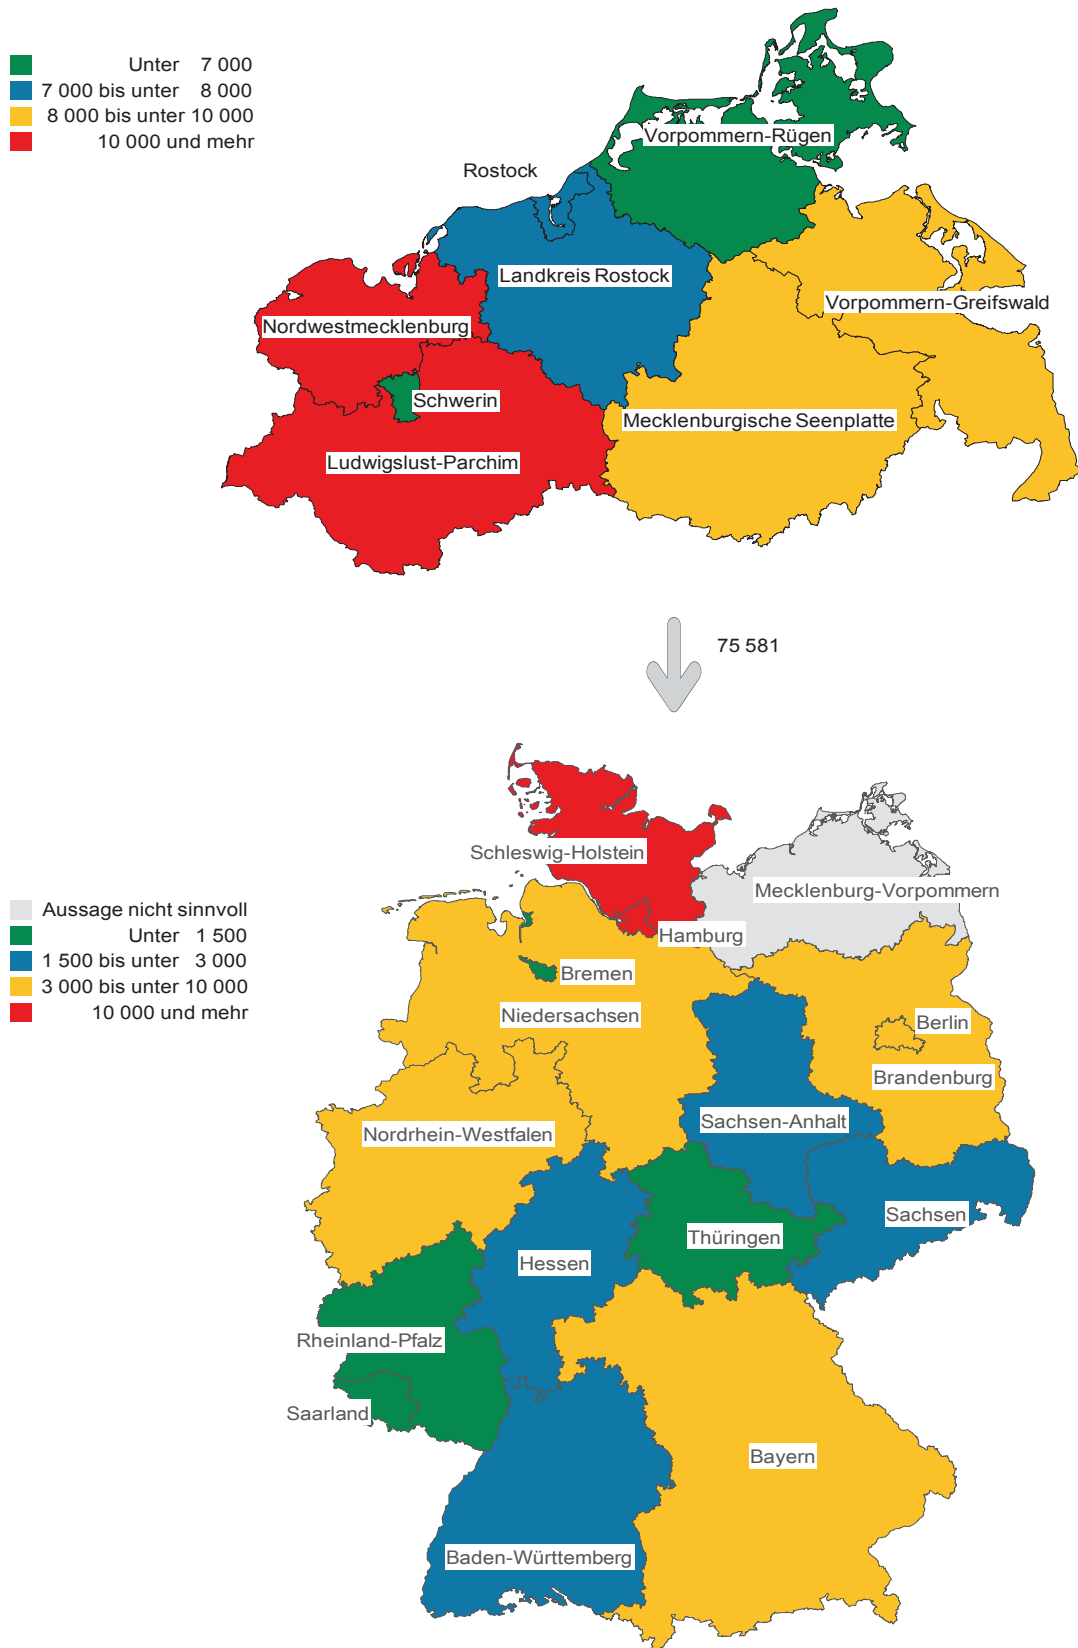 Unter 7 000
7 000 bis unter 8 000
8 000 bis unter 10 000
10 000 und mehr
Vorpommern-Rügen
Rostock
Landkreis Rostock
Vorpommern-Greifswald
Nordwestmecklenburg
Schwerin
Mecklenburgische Seenplatte
Ludwigslust-Parchim
75 581
Schleswig-Holstein
Mecklenburg-Vorpommern
Aussage nicht sinnvoll
Unter 1 500
1 500 bis unter 3 000
3 000 bis unter 10 000
10 000 und mehr
Hamburg
Bremen
Niedersachsen
Berlin
Brandenburg
Sachsen-Anhalt
Nordrhein-Westfalen
Sachsen
Thüringen
Hessen
Rheinland-Pfalz
Saarland
Bayern
Baden-Württemberg